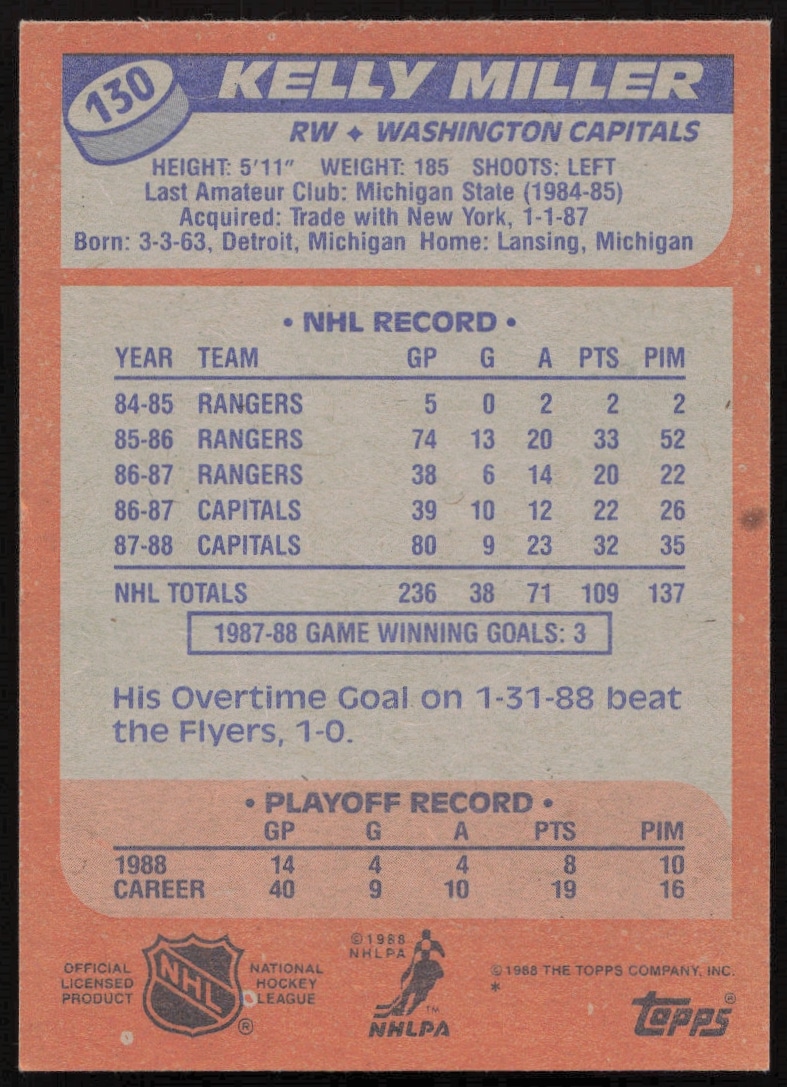 130
KELLY MILLER
RW ✦ WASHINGTON CAPITALS
HEIGHT: 5'11" WEIGHT: 185 SHOOTS: LEFT
Last Amateur Club: Michigan State (1984-85)
Acquired: Trade with New York, 1-1-87
Born: 3-3-63, Detroit, Michigan Home: Lansing, Michigan
• NHL RECORD •
YEAR TEAM GP G A PTS PIM
84-85 RANGERS 5 0 2 2 2
85-86 RANGERS 74 13 20 33 52
86-87 RANGERS 38 6 14 20 22
86-87 CAPITALS 39 10 12 22 26
87-88 CAPITALS 80 9 23 32 35
NHL TOTALS 236 38 71 109 137
1987-88 GAME WINNING GOALS: 3
His Overtime Goal on 1-31-88 beat
the Flyers, 1-0.
• PLAYOFF RECORD •
GP G A PTS PIM
1988 14 4 4 8 10
CAREER 40 9 10 19 16
OFFICIAL
LICENSED
PRODUCT
NHL
®
NATIONAL
HOCKEY
LEAGUE
©1988
NHLPA
™
NHLPA
©1988 THE TOPPS COMPANY, INC.
*
Topps®